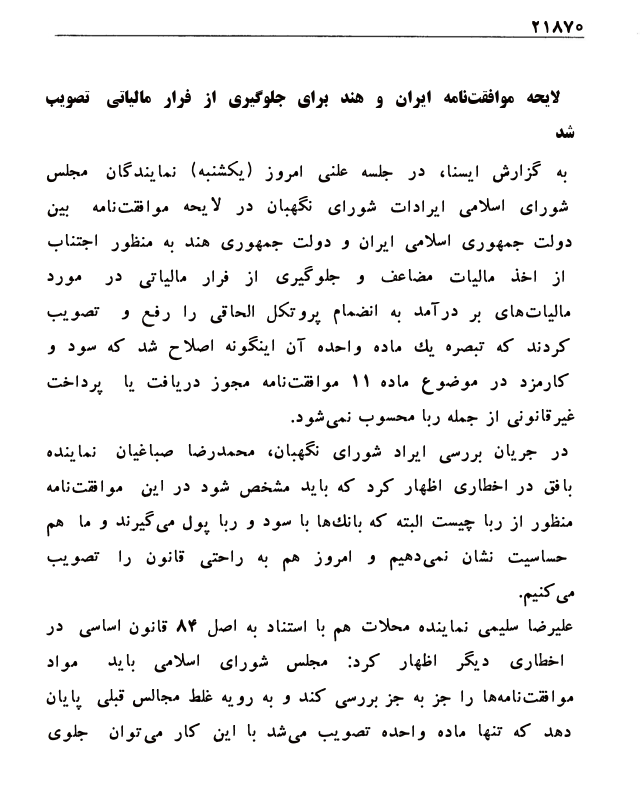 ۲۱۸۷۰
لایحه موافقت‌نامه ایران و هند برای جلوگیری از فرار مالیاتی تصویب
شد
به گزارش ایسنا، در جلسه علنی امروز (یکشنبه) نمایندگان مجلس
شورای اسلامی ایرادات شورای نگهبان در لایحه موافقت‌نامه بین
دولت جمهوری اسلامی ایران و دولت جمهوری هند به منظور اجتناب
از اخذ مالیات مضاعف و جلوگیری از فرار مالیاتی در مورد
مالیات‌های بر درآمد به انضمام پروتکل الحاقی را رفع و تصویب
کردند که تبصره یك ماده واحده آن اینگونه اصلاح شد که سود و
کارمزد در موضوع ماده ۱۱ موافقت‌نامه مجوز دریافت یا پرداخت
غیرقانونی از جمله ربا محسوب نمی‌شود.
در جریان بررسی ایراد شورای نگهبان، محمدرضا صباغیان نماینده
بافق در اخطاری اظهار کرد که باید مشخص شود در این موافقت‌نامه
منظور از ربا چیست البته که بانك‌ها با سود و ربا پول می‌گیرند و ما هم
حساسیت نشان نمی‌دهیم و امروز هم به راحتی قانون را تصویب
می‌کنیم.
علیرضا سلیمی نماینده محلات هم با استناد به اصل ۸۴ قانون اساسی در
اخطاری دیگر اظهار کرد: مجلس شورای اسلامی باید مواد
موافقت‌نامه‌ها را جز به جز بررسی کند و به رویه غلط مجالس قبلی پایان
دهد که تنها ماده واحده تصویب می‌شد با این کار می‌توان جلوی